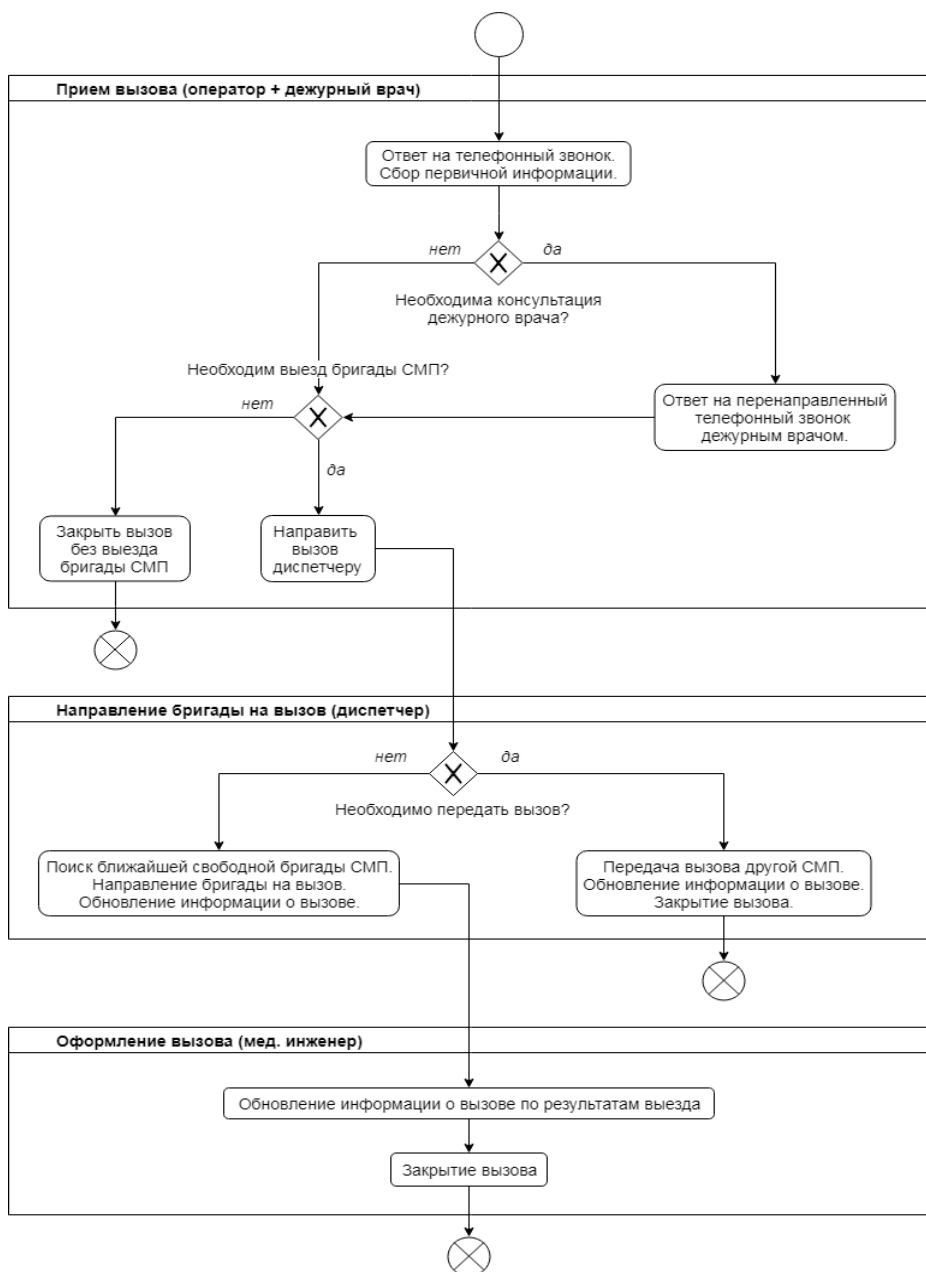 Прием вызова (оператор + дежурный врач)
Ответ на телефонный звонок.
Сбор первичной информации.
нет
да
Необходима консультация
дежурного врача?
Необходим выезд бригады СМП?
нет
Ответ на перенаправленный
телефонный звонок
дежурным врачом.
да
Закрыть вызов
без выезда
бригады СМП
Направить
вызов
диспетчеру
Направление бригады на вызов (диспетчер)
нет
да
Необходимо передать вызов?
Поиск ближайшей свободной бригады СМП.
Направление бригады на вызов.
Обновление информации о вызове.
Передача вызова другой СМП.
Обновление информации о вызове.
Закрытие вызова.
Оформление вызова (мед. инженер)
Обновление информации о вызове по результатам выезда
Закрытие вызова